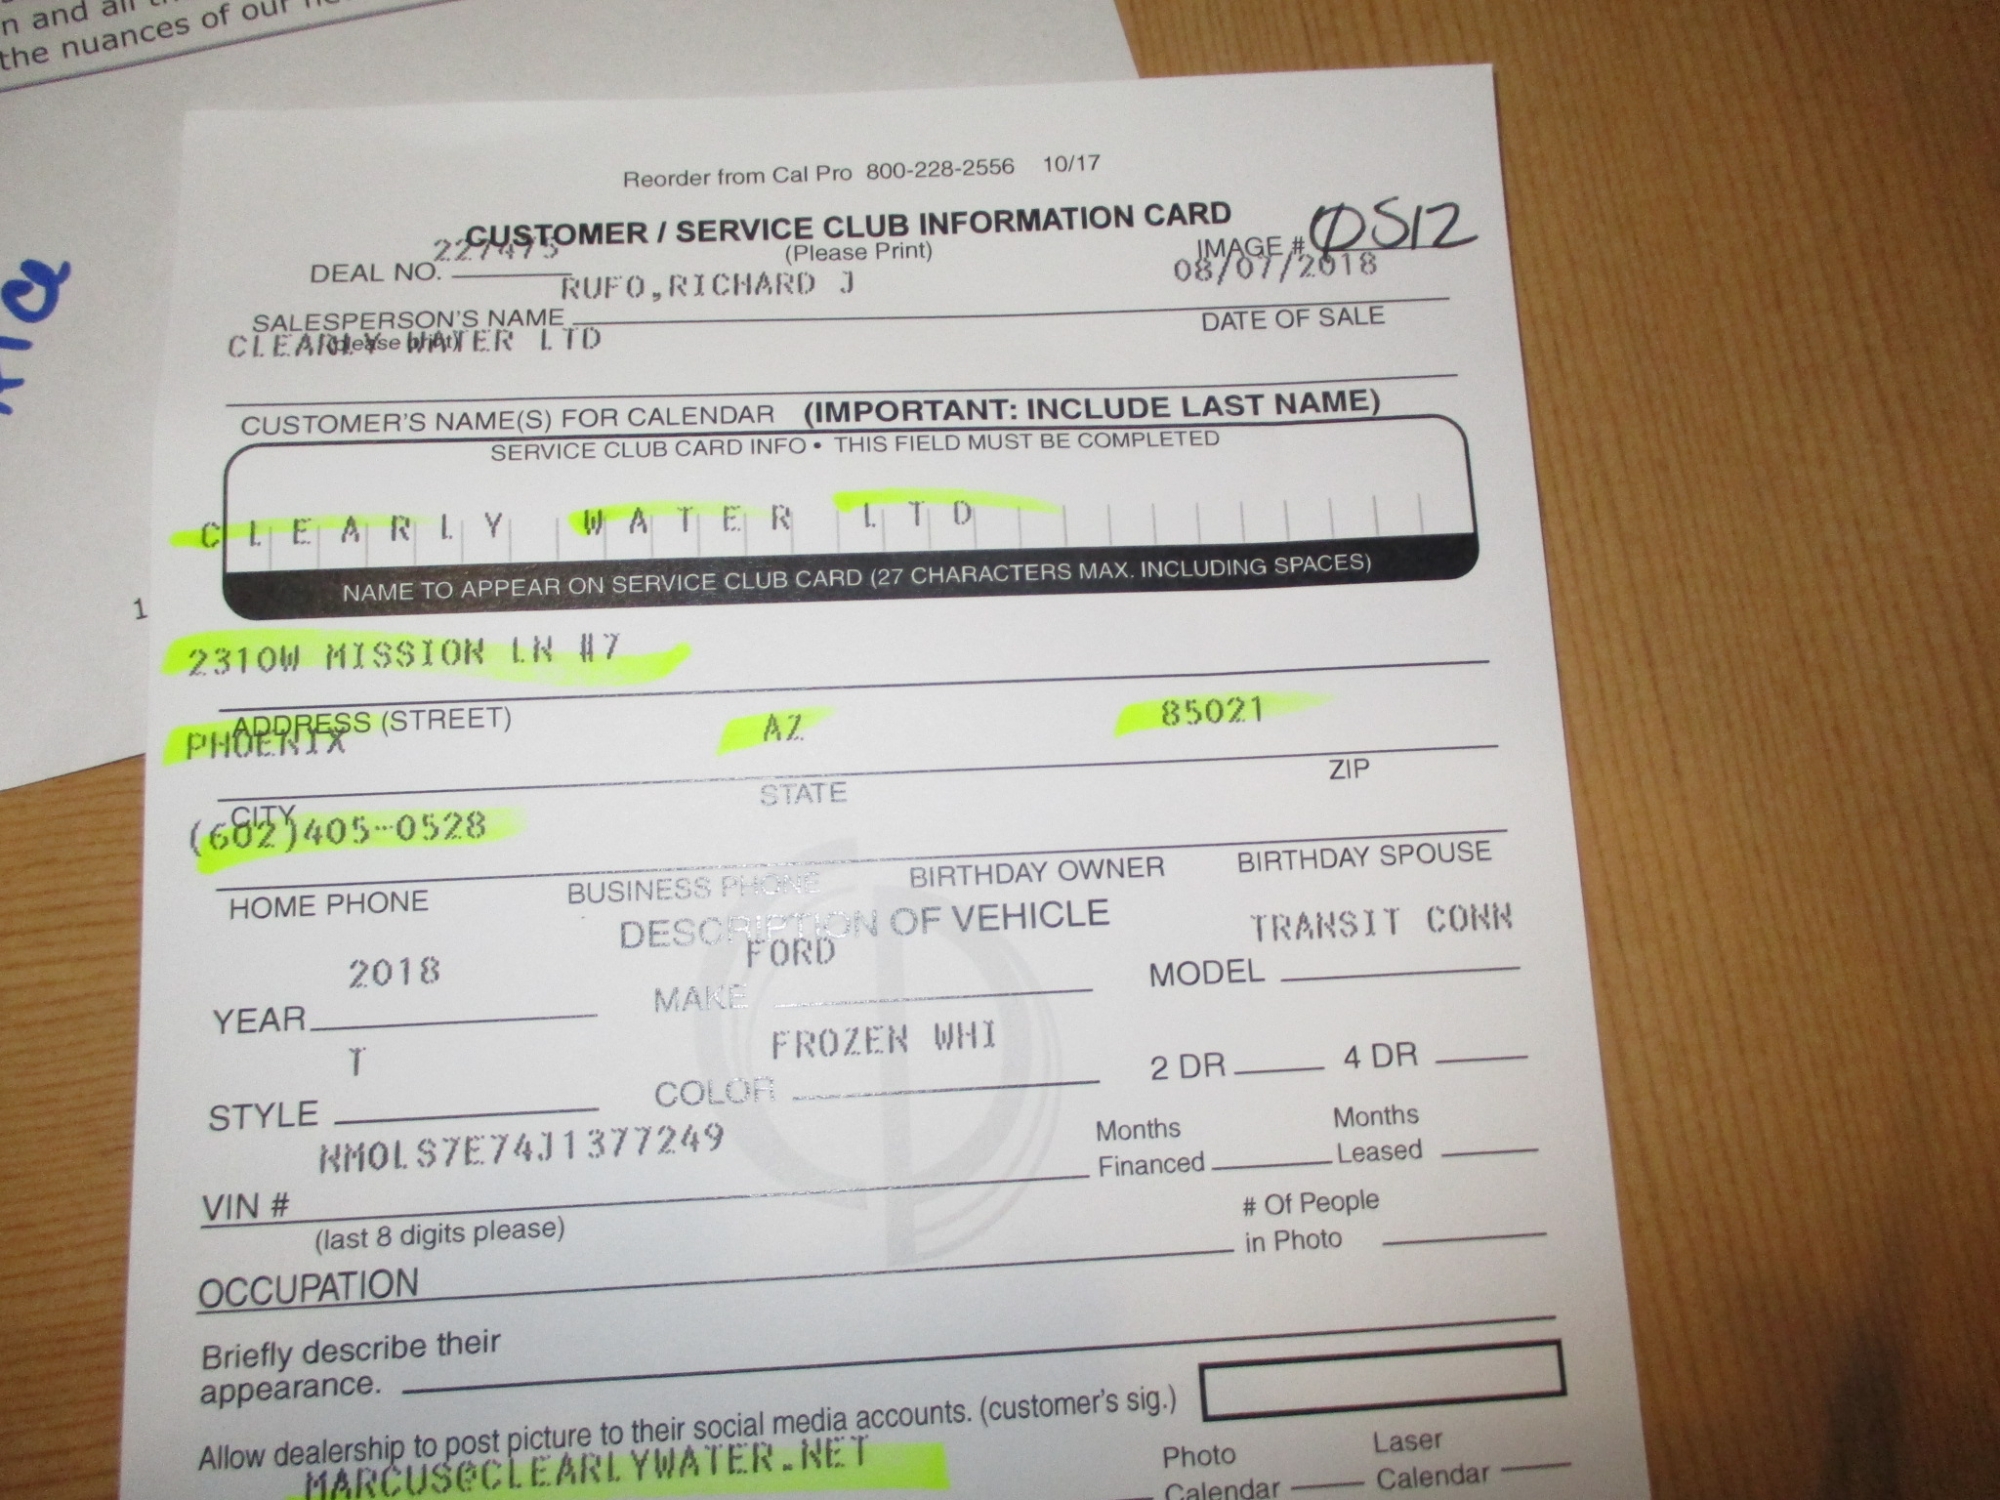 n and all
the nuances of our
1
Reorder from Cal Pro 800-228-2556 10/17
CUSTOMER / SERVICE CLUB INFORMATION CARD
(Please Print)
IMAGE # 0512
227475
DEAL NO.
08/07/2018
RUFO,RICHARD J
SALESPERSON'S NAME
(please print)
DATE OF SALE
CLEARLY WATER LTD
CUSTOMER'S NAME(S) FOR CALENDAR (IMPORTANT: INCLUDE LAST NAME)
SERVICE CLUB CARD INFO • THIS FIELD MUST BE COMPLETED
CLEARLY WATER LTD
NAME TO APPEAR ON SERVICE CLUB CARD (27 CHARACTERS MAX. INCLUDING SPACES)
2310W MISSION LN #7
ADDRESS (STREET)
PHOENIX AZ 85021
CITY STATE ZIP
(602)405-0528
HOME PHONE BUSINESS PHONE BIRTHDAY OWNER BIRTHDAY SPOUSE
DESCRIPTION OF VEHICLE
2018 FORD TRANSIT CONN
YEAR MAKE MODEL
T FROZEN WHI
STYLE COLOR 2 DR 4 DR
NM0LS7E74J1377249
VIN #
(last 8 digits please)
Months Financed
Months Leased
# Of People in Photo
OCCUPATION
Briefly describe their
appearance.
Allow dealership to post picture to their social media accounts. (customer's sig.)
MARCUS@CLEARLYWATER.NET
Photo Calendar
Laser Calendar